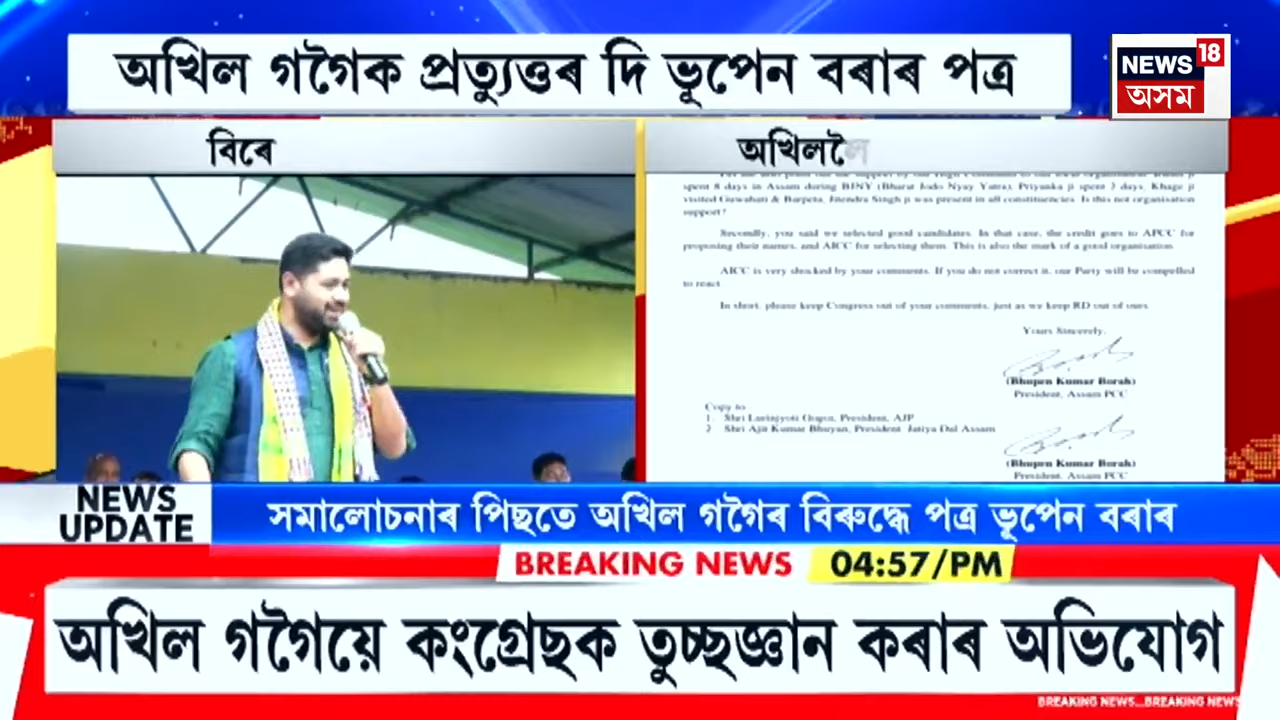 অখিল গগৈক প্ৰত্যুত্তৰ দি ভূপেন বৰাৰ পত্ৰ
NEWS 18
অসম
বিৰে
অখিললৈ
spent 8 days in Assam during BJNY (Bharat Jodo Nyay Yatra), Priyanka ji spent 2 days, Khage ji
visited Guwahati & Barpeta, Jitendra Singh ji was present in all constituencies. Is this not organisation
support?
Secondly, you said we selected good candidates. In that case, the credit goes to APCC for
proposing their names, and AICC for selecting them. This is also the mark of a good organisation.
AICC is very shocked by your comments. If you do not correct it, our Party will be compelled
to react.
In short, please keep Congress out of your comments, just as we keep RD out of ours.
Yours Sincerely,
(Bhupen Kumar Borah)
President, Assam PCC
Copy to
1. Shri Lurinjyoti Gogoi, President, AJP
2. Shri Ajit Kumar Bhuyan, President Jatiya Dal Assam
(Bhupen Kumar Borah)
President, Assam PCC
NEWS UPDATE
সমালোচনাৰ পিছতে অখিল গগৈৰ বিৰুদ্ধে পত্ৰ ভূপেন বৰাৰ
BREAKING NEWS 04:57/PM
অখিল গগৈয়ে কংগ্ৰেছক তুচ্ছজ্ঞান কৰাৰ অভিযোগ
BREAKING NEWS...BREAKING NEWS